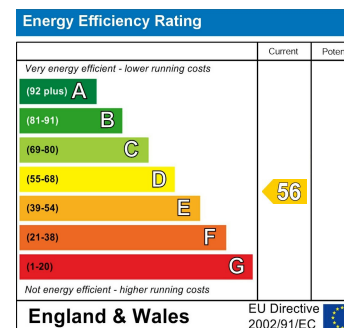 Energy Efficiency Rating
Current Poten
Very energy efficient - lower running costs
(92 plus) A
(81-91) B
(69-80) C
(55-68) D
56
(39-54) E
(21-38) F
(1-20) G
Not energy efficient - higher running costs
England & Wales
EU Directive
2002/91/EC